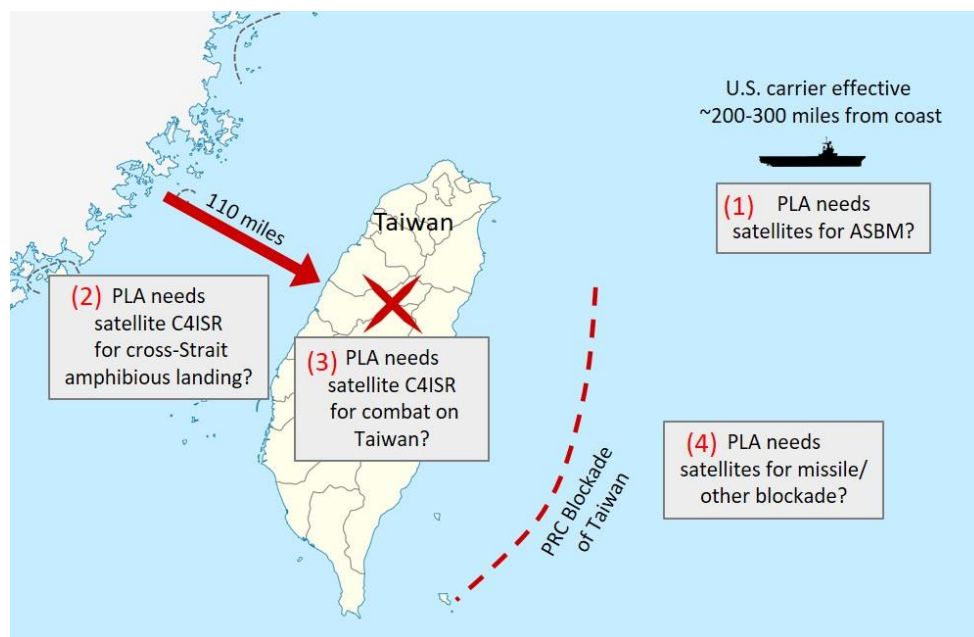 U.S. carrier effective
~200-300 miles from coast
(1) PLA needs
satellites for ASBM?
110 miles
Taiwan
(2) PLA needs
satellite C4ISR
for cross-Strait
amphibious landing?
(3) PLA needs
satellite C4ISR
for combat on
Taiwan?
(4) PLA needs
satellites for missile/
other blockade?
PRC Blockade
of Taiwan